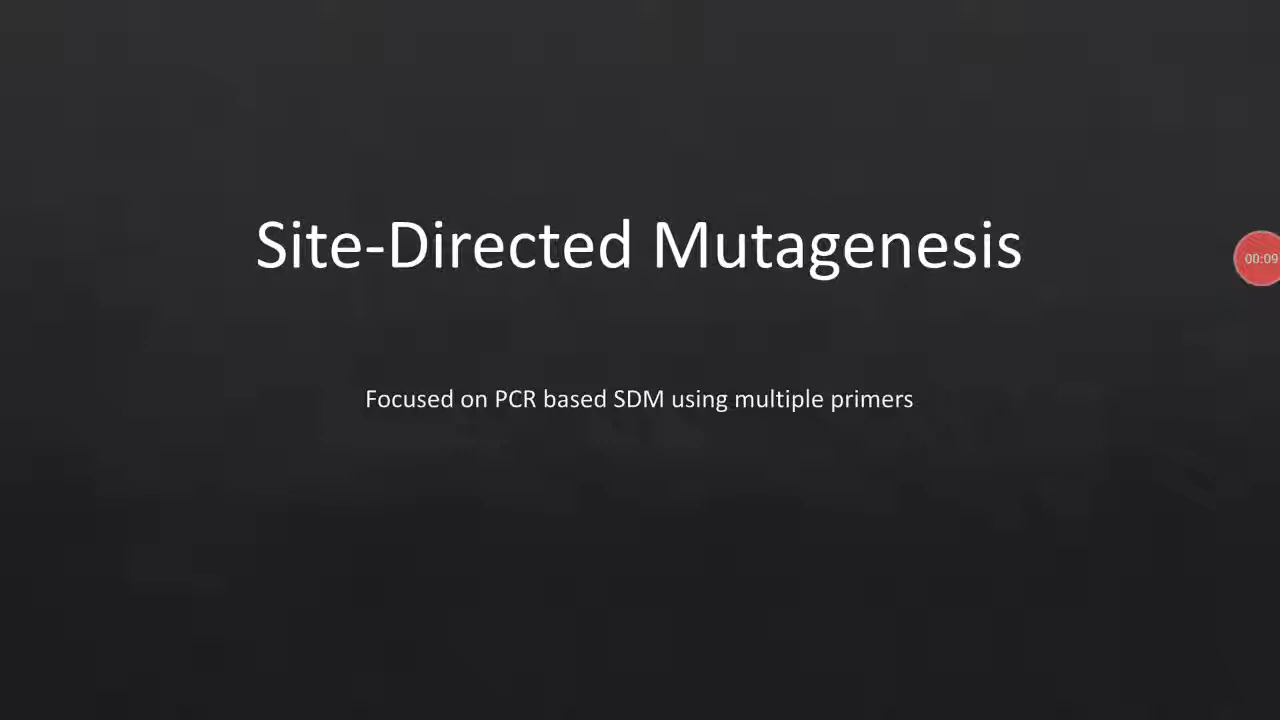 Site-Directed Mutagenesis
00:09
Focused on PCR based SDM using multiple primers